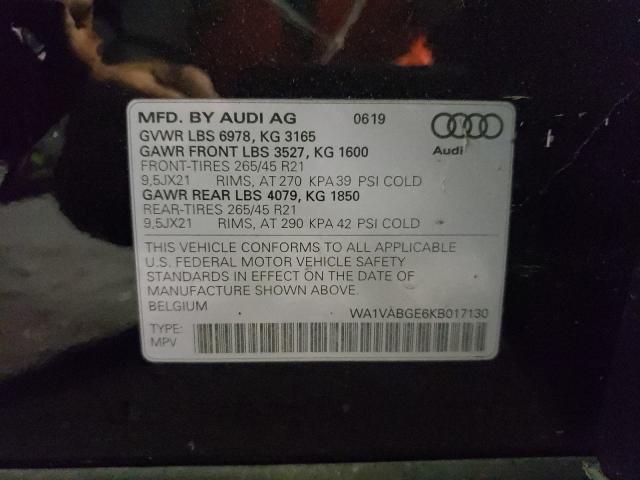 MFD. BY AUDI AG 0619
GVWR LBS 6978, KG 3165
GAWR FRONT LBS 3527, KG 1600
Audi
FRONT-TIRES 265/45 R21
9,5JX21 RIMS, AT 270 KPA 39 PSI COLD
GAWR REAR LBS 4079, KG 1850
REAR-TIRES 265/45 R21
9,5JX21 RIMS, AT 290 KPA 42 PSI COLD
THIS VEHICLE CONFORMS TO ALL APPLICABLE
U.S. FEDERAL MOTOR VEHICLE SAFETY
STANDARDS IN EFFECT ON THE DATE OF
MANUFACTURE SHOWN ABOVE.
BELGIUM
WA1VABGE6KB017130
TYPE:
MPV